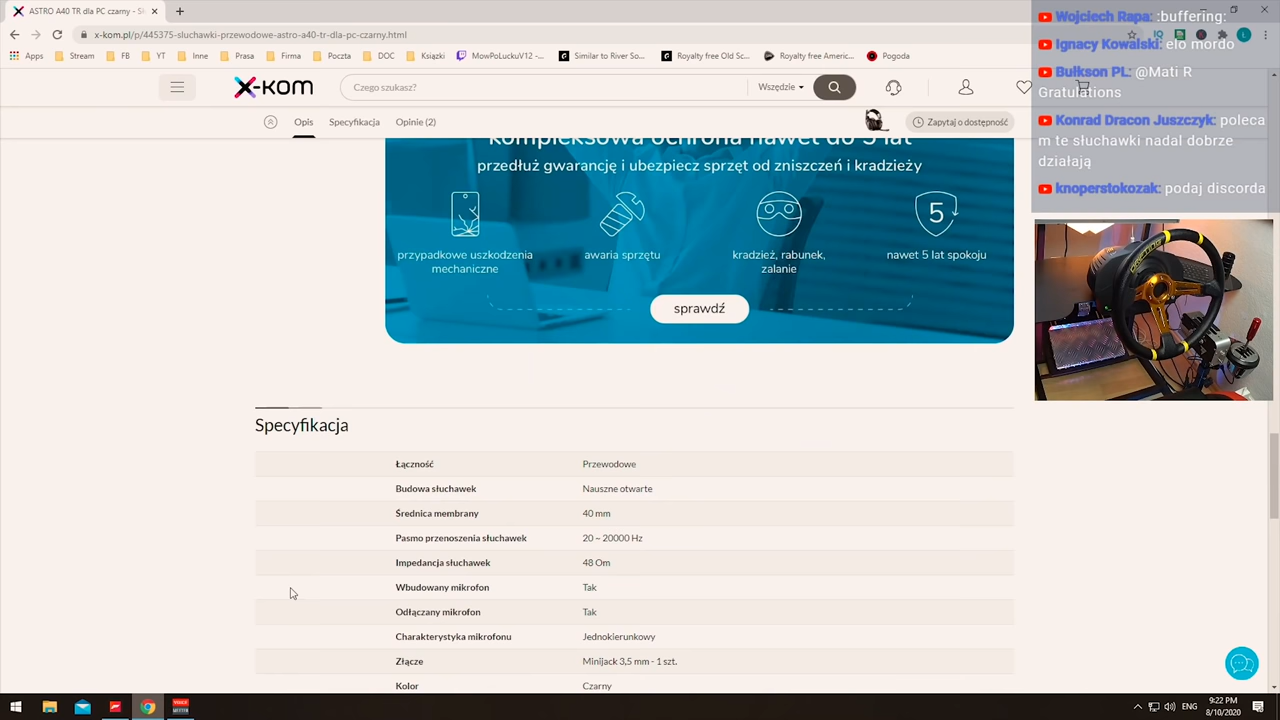 ASTRO A40 TR dla PC czarny - Sł
x-kom.pl/p/445375-sluchawki-przewodowe-astro-a40-tr-dla-pc-czarny.html
Apps Stream FB YT Inne Prasa Firma Poczta DOC Książki MowPoLuckuV12 -... Similar to River So... Royalty free Old Sc... Royalty free Americ... Pogoda
x-kom
Czego szukasz?
Wszędzie
Opis Specyfikacja Opinie (2)
Zapytaj o dostępność
kompleksowa ochrona nawet do 5 lat
przedłuż gwarancję i ubezpiecz sprzęt od zniszczeń i kradzieży
5
przypadkowe uszkodzenia
mechaniczne
awaria sprzętu
kradzież, rabunek,
zalanie
nawet 5 lat spokoju
sprawdź
Specyfikacja
Łączność Przewodowe
Budowa słuchawek Nauszne otwarte
Średnica membrany 40 mm
Pasmo przenoszenia słuchawek 20 ~ 20000 Hz
Impedancja słuchawek 48 Om
Wbudowany mikrofon Tak
Odłączany mikrofon Tak
Charakterystyka mikrofonu Jednokierunkowy
Złącze Minijack 3,5 mm - 1 szt.
Kolor Czarny
Wojciech Rapa: :buffering:
Ignacy Kowalski: elo mordo
Bułkson PL: @Mati R
Gratulations
Konrad Dracon Juszczyk: poleca
m te słuchawki nadal dobrze
działają
knoperstokozak: podaj discorda
ENG
9:22 PM
8/10/2020